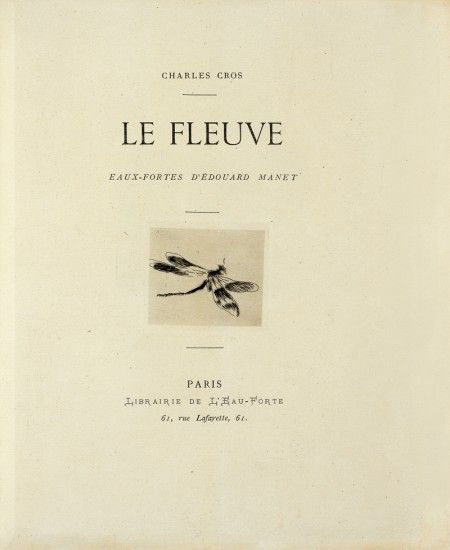 CHARLES CROS
LE FLEUVE
EAUX-FORTES D'ÉDOUARD MANET
PARIS
LIBRAIRIE DE L'EAU-FORTE
61, rue Lafayette, 61.